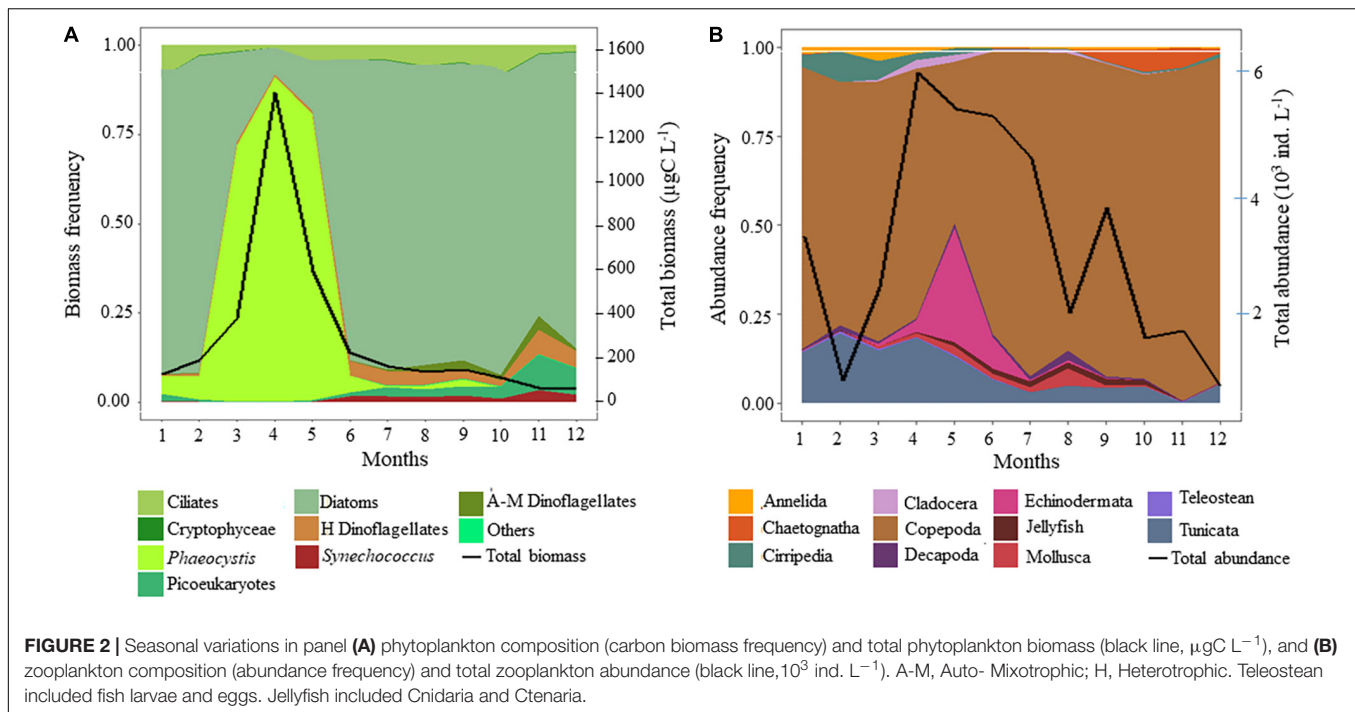 A
B
1.00
0.75
0.50
0.25
0.00
Biomass frequency
1600
1400
1200
1000
800
600
400
200
0
Total biomass (µgC L-1)
1 2 3 4 5 6 7 8 9 10 11 12
Months
Ciliates
Cryptophyceae
Phaeocystis
Picoeukaryotes
Diatoms
H Dinoflagellates
Synechococcus
A-M Dinoflagellates
Others
Total biomass
1.00
0.75
0.50
0.25
0.00
Abundance frequency
6
4
2
Total abundance (10³ ind. L-1)
1 2 3 4 5 6 7 8 9 10 11 12
Months
Annelida
Chaetognatha
Cirripedia
Cladocera
Copepoda
Decapoda
Echinodermata
Jellyfish
Mollusca
Teleostean
Tunicata
Total abundance
FIGURE 2 | Seasonal variations in panel (A) phytoplankton composition (carbon biomass frequency) and total phytoplankton biomass (black line, µgC L−1), and (B)
zooplankton composition (abundance frequency) and total zooplankton abundance (black line,10³ ind. L−1). A-M, Auto- Mixotrophic; H, Heterotrophic. Teleostean
included fish larvae and eggs. Jellyfish included Cnidaria and Ctenaria.